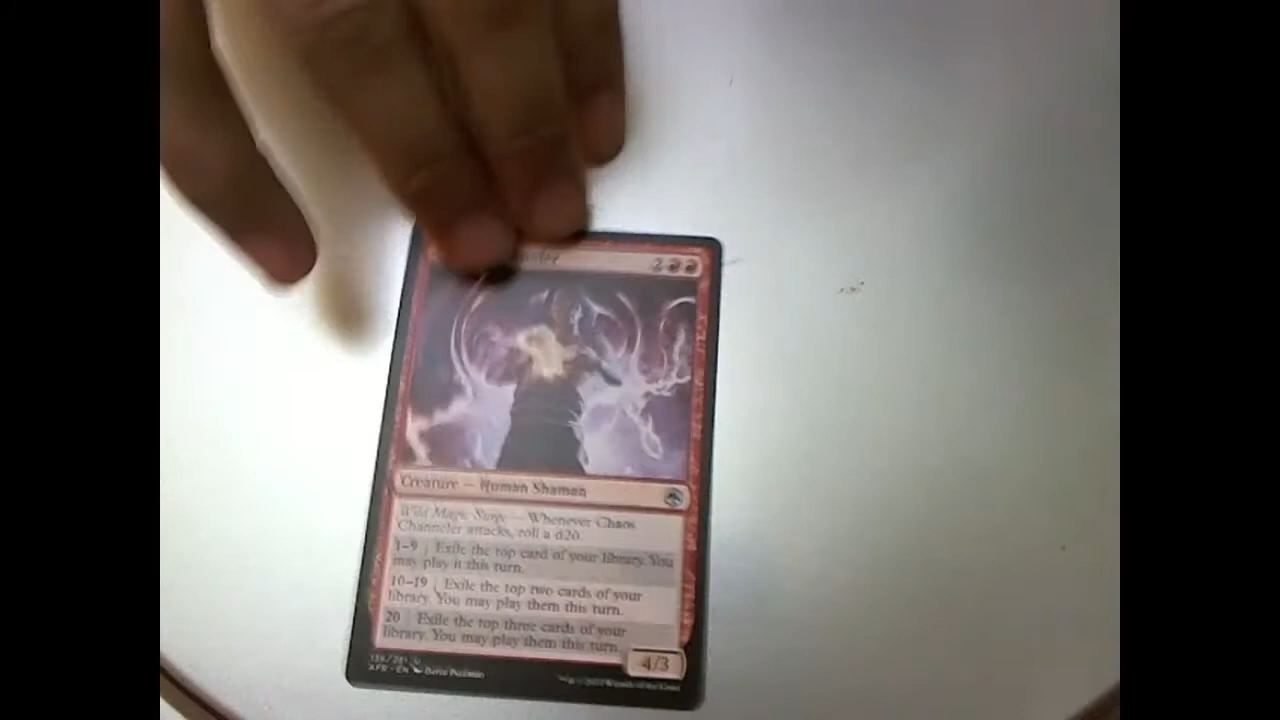 2
Creature — Human Shaman
Wild Magic Surge — Whenever Chaos
Channeler attacks, roll a d20.
1–9 | Exile the top card of your library. You
may play it this turn.
10–19 | Exile the top two cards of your
library. You may play them this turn.
20 | Exile the top three cards of your
library. You may play them this turn.
4/3
AFR • EN